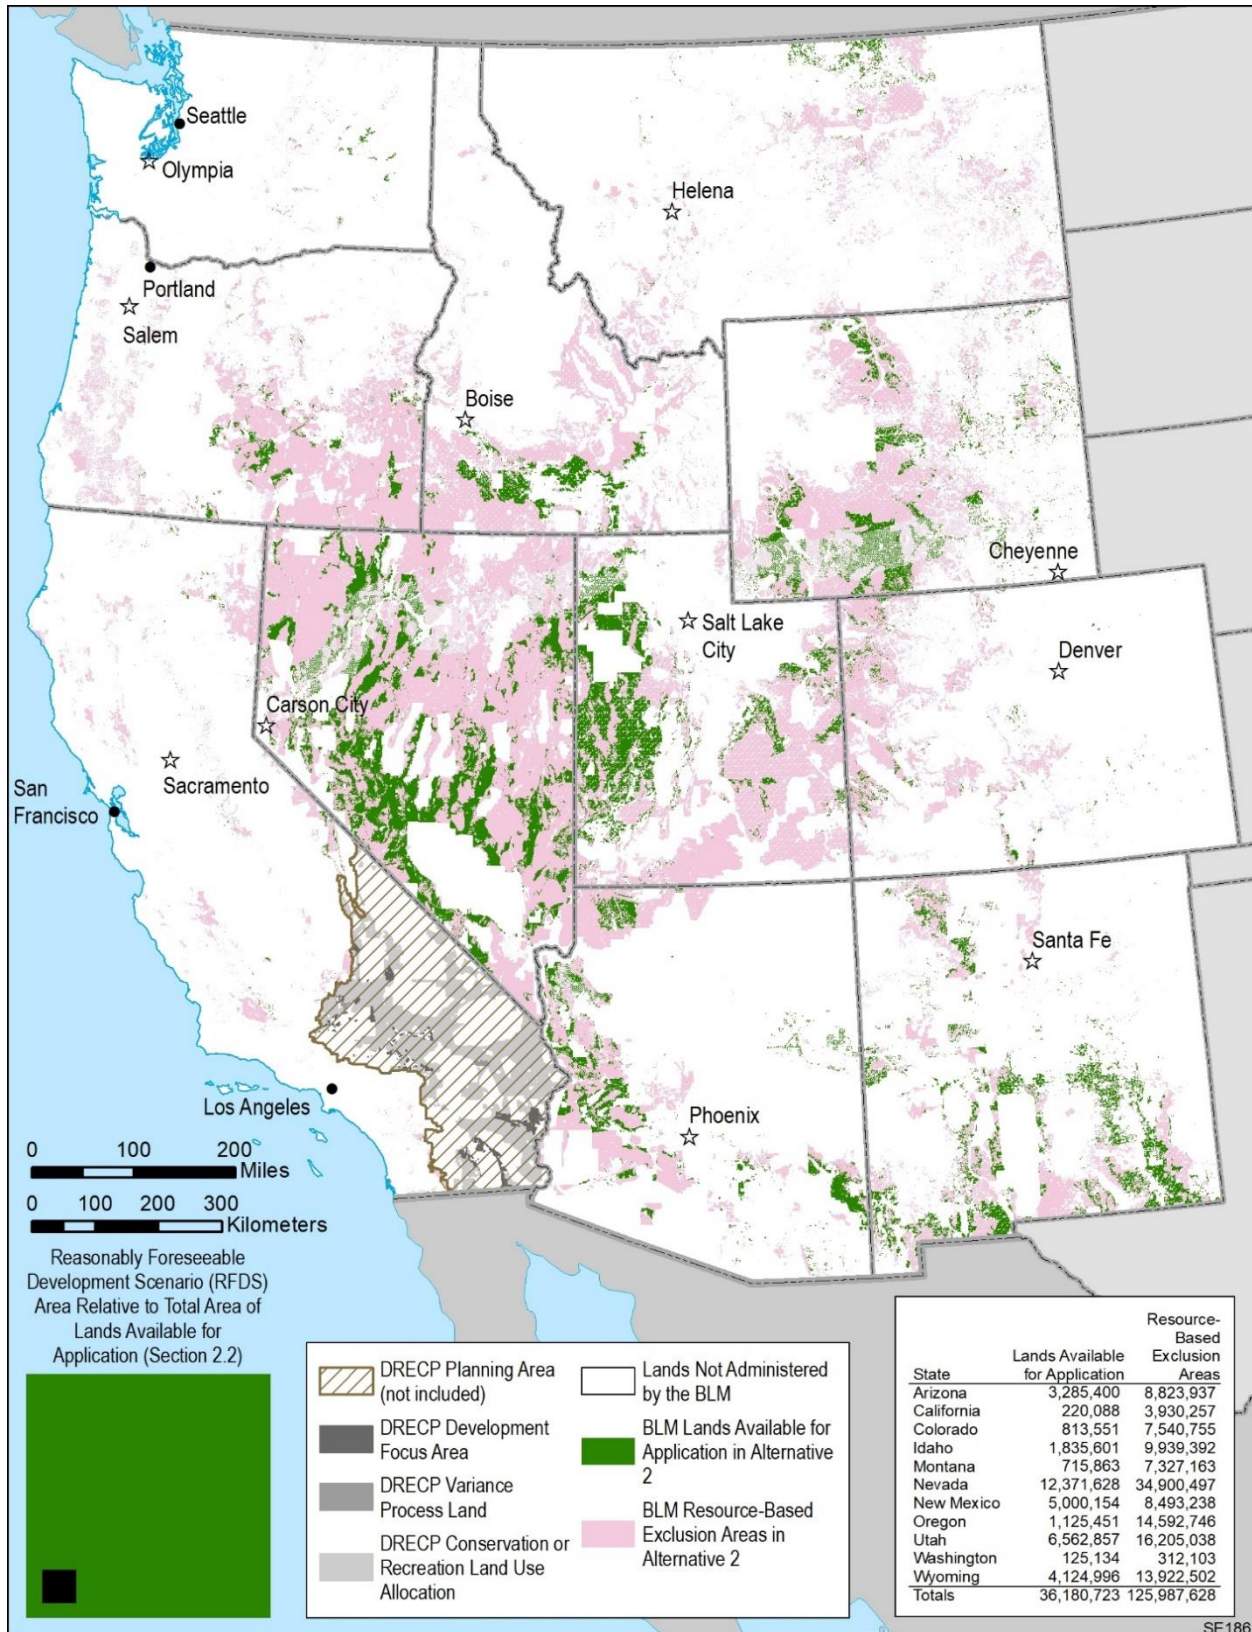 Seattle
Olympia
Helena
Portland
Salem
Boise
Cheyenne
Salt Lake
City
Denver
Carson City
Sacramento
San
Francisco
Santa Fe
Los Angeles
Phoenix
0 100 200
Miles
0 100 200 300
Kilometers
Reasonably Foreseeable
Development Scenario (RFDS)
Area Relative to Total Area of
Lands Available for
Application (Section 2.2)
DRECP Planning Area
(not included)
DRECP Development
Focus Area
DRECP Variance
Process Land
DRECP Conservation or
Recreation Land Use
Allocation
Lands Not Administered
by the BLM
BLM Lands Available for
Application in Alternative
2
BLM Resource-Based
Exclusion Areas in
Alternative 2
Resource-
Based
Lands Available Exclusion
State for Application Areas
Arizona 3,285,400 8,823,937
California 220,088 3,930,257
Colorado 813,551 7,540,755
Idaho 1,835,601 9,939,392
Montana 715,863 7,327,163
Nevada 12,371,628 34,900,497
New Mexico 5,000,154 8,493,238
Oregon 1,125,451 14,592,746
Utah 6,562,857 16,205,038
Washington 125,134 312,103
Wyoming 4,124,996 13,922,502
Totals 36,180,723 125,987,628
SE186